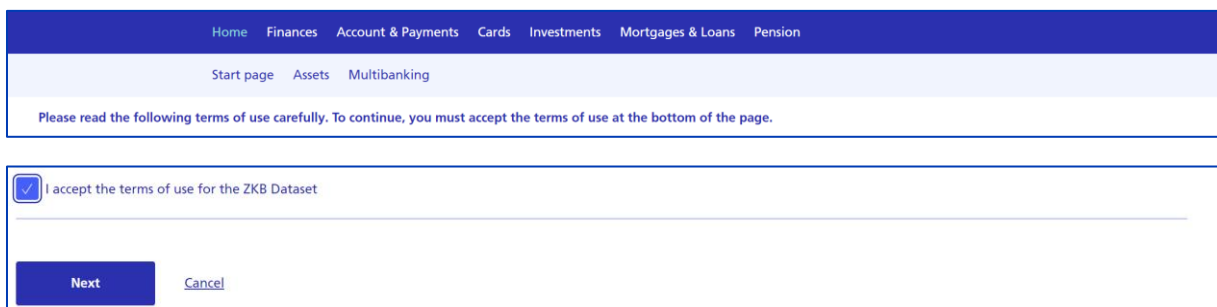 Home Finances Account & Payments Cards Investments Mortgages & Loans Pension
Start page Assets Multibanking
Please read the following terms of use carefully. To continue, you must accept the terms of use at the bottom of the page.
I accept the terms of use for the ZKB Dataset
Next Cancel